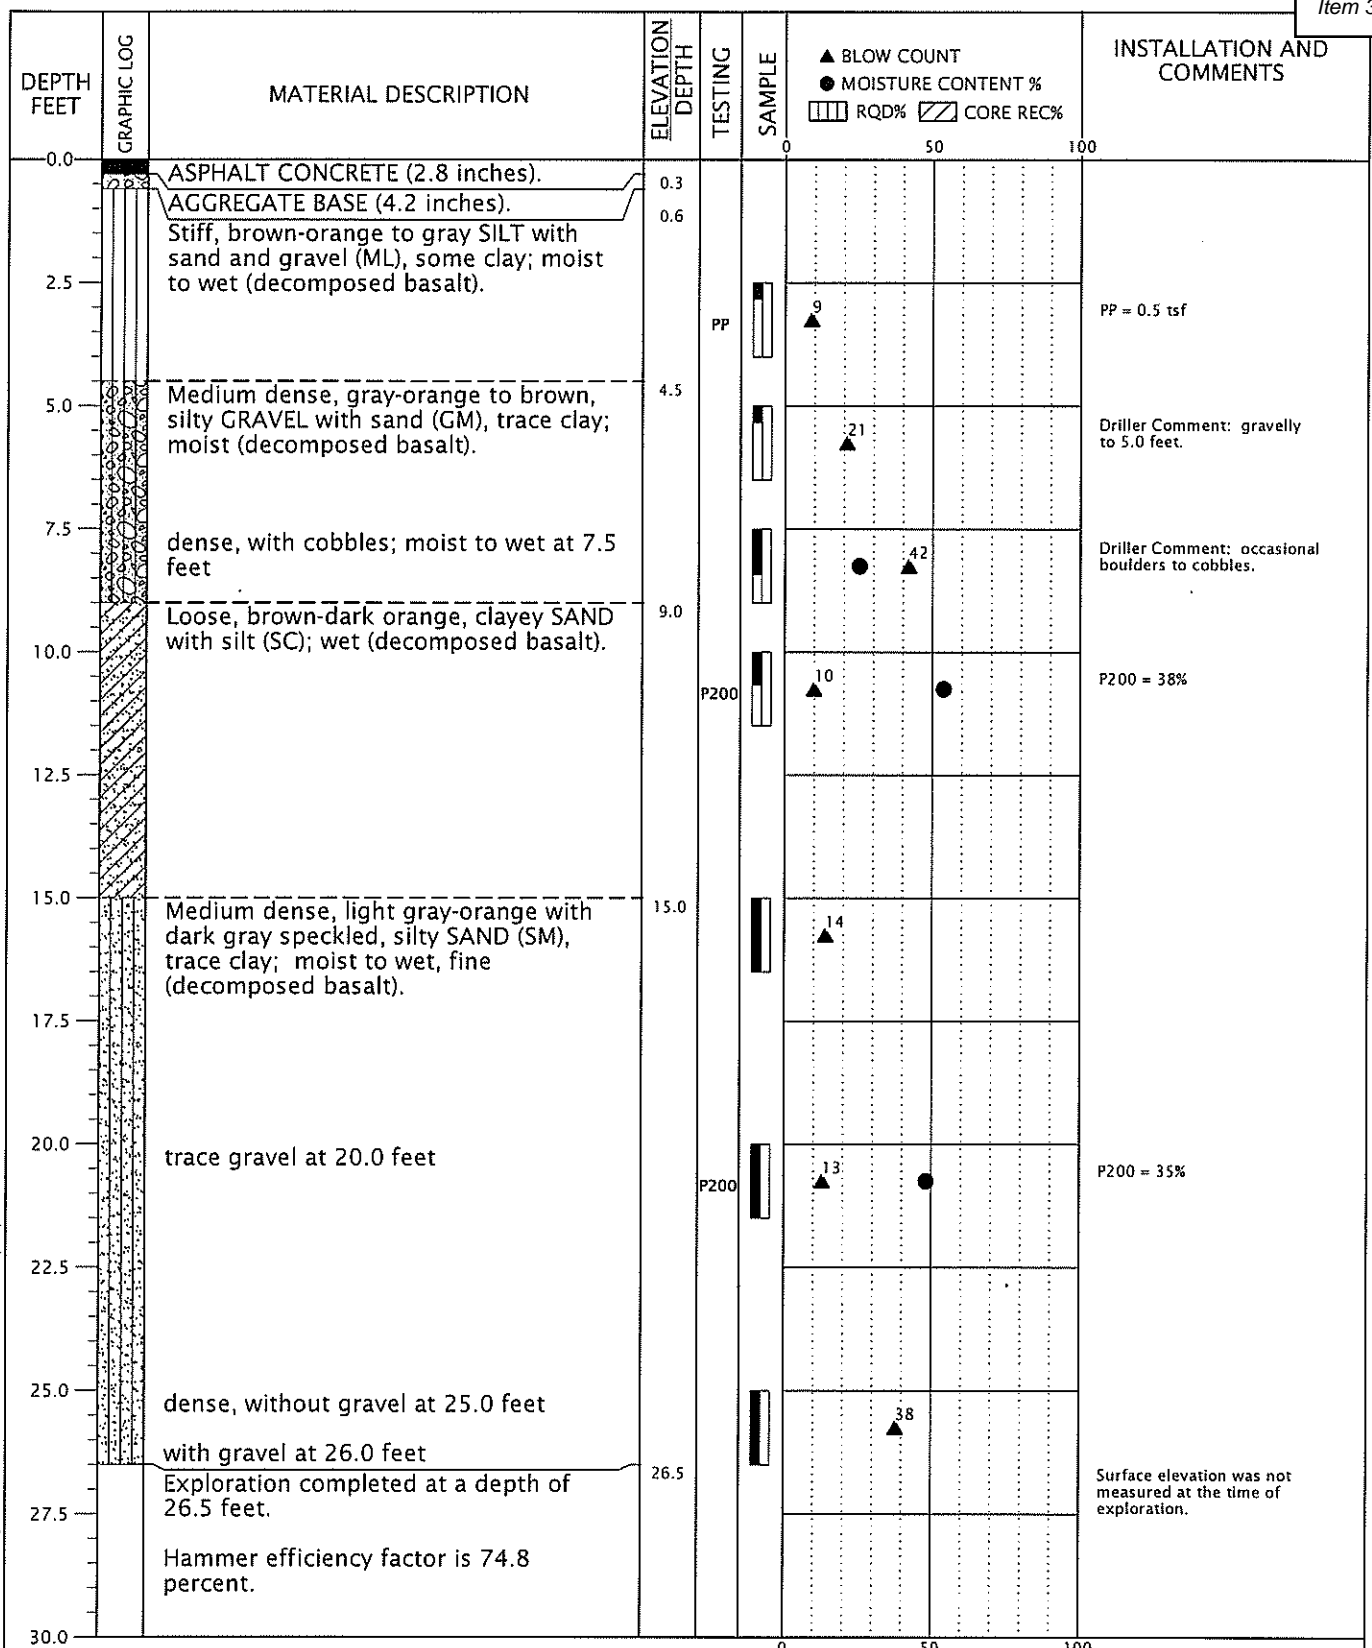 Item 3
DEPTH
FEET
GRAPHIC LOG
MATERIAL DESCRIPTION
ELEVATION
DEPTH
TESTING
SAMPLE
▲ BLOW COUNT
● MOISTURE CONTENT %
RQD% CORE REC%
INSTALLATION AND
COMMENTS
0 50 100
0.0
ASPHALT CONCRETE (2.8 inches).
0.3
AGGREGATE BASE (4.2 inches).
0.6
Stiff, brown-orange to gray SILT with
sand and gravel (ML), some clay; moist
to wet (decomposed basalt).
2.5
PP
9
PP = 0.5 tsf
Medium dense, gray-orange to brown,
silty GRAVEL with sand (GM), trace clay;
moist (decomposed basalt).
4.5
5.0
21
Driller Comment: gravelly
to 5.0 feet.
7.5
dense, with cobbles; moist to wet at 7.5
feet
42
Driller Comment: occasional
boulders to cobbles.
Loose, brown-dark orange, clayey SAND
with silt (SC); wet (decomposed basalt).
9.0
10.0
P200
10
P200 = 38%
12.5
15.0
Medium dense, light gray-orange with
dark gray speckled, silty SAND (SM),
trace clay; moist to wet, fine
(decomposed basalt).
15.0
14
17.5
20.0
trace gravel at 20.0 feet
P200
13
P200 = 35%
22.5
25.0
dense, without gravel at 25.0 feet
38
with gravel at 26.0 feet
Exploration completed at a depth of
26.5 feet.
26.5
Surface elevation was not
measured at the time of
exploration.
27.5
Hammer efficiency factor is 74.8
percent.
30.0
0 50 100